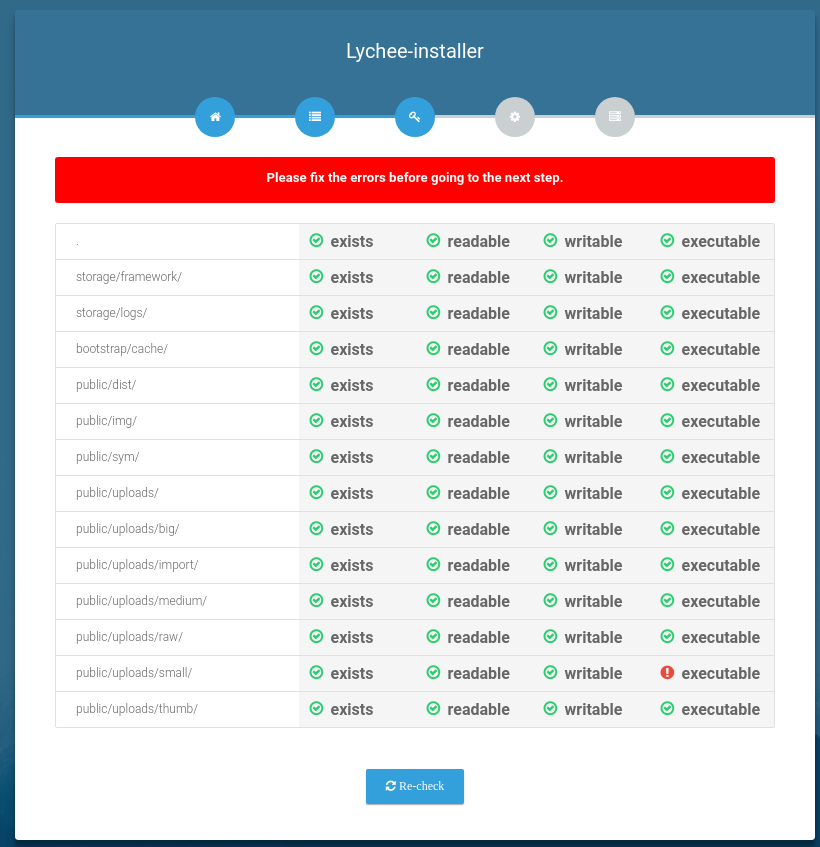 Lychee-installer
Please fix the errors before going to the next step.
. exists readable writable executable
storage/framework/ exists readable writable executable
storage/logs/ exists readable writable executable
bootstrap/cache/ exists readable writable executable
public/dist/ exists readable writable executable
public/img/ exists readable writable executable
public/sym/ exists readable writable executable
public/uploads/ exists readable writable executable
public/uploads/big/ exists readable writable executable
public/uploads/import/ exists readable writable executable
public/uploads/medium/ exists readable writable executable
public/uploads/raw/ exists readable writable executable
public/uploads/small/ exists readable writable executable
public/uploads/thumb/ exists readable writable executable
Re-check